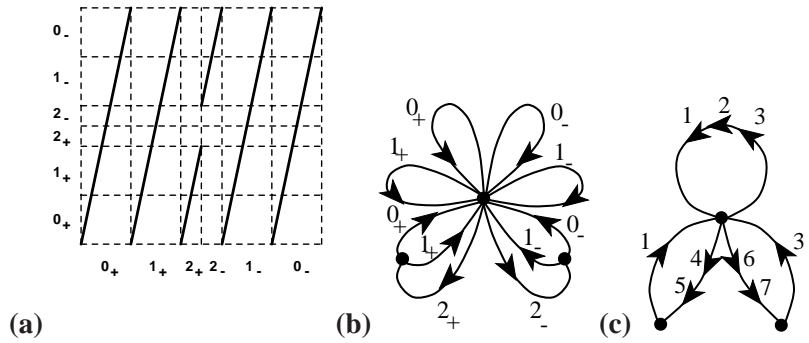 0-
1-
2-
2+
1+
0+
0+ 1+ 2+ 2- 1- 0-
(a)
0+ 0-
1+ 1-
0+ 0-
1+ 1-
2+ 2-
(b)
1 2 3
1 4 6 3
5 7
(c)